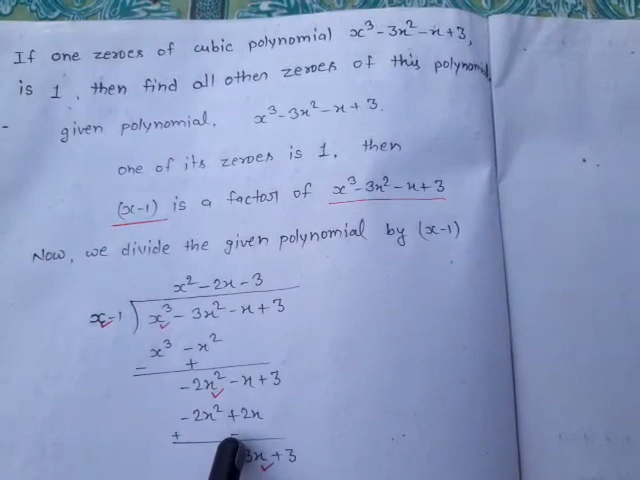 If one zeroes of cubic polynomial x³-3x²-x+3,
is 1, then find all other zeroes of this
given polynomial. x³-3x²-x+3.
one of its zeroes is 1, then
(x-1) is a factor of x³-3x²-x+3
Now, we divide the given polynomial by (x-1)
x²-2x-3
x-1 ) x³-3x²-x+3
x³-x²
- +
-2x²-x+3
-2x²+2x
+ -
3x+3